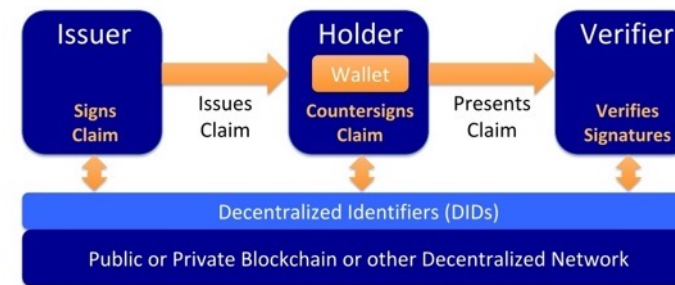 Issuer
Signs
Claim
Issues
Claim
Holder
Wallet
Countersigns
Claim
Presents
Claim
Verifier
Verifies
Signatures
Decentralized Identifiers (DIDs)
Public or Private Blockchain or other Decentralized Network